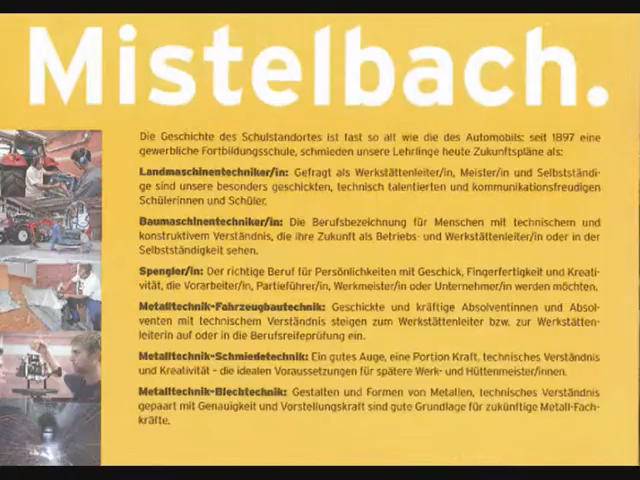 Mistelbach.
Die Geschichte des Schulstandortes ist fast so alt wie die des Automobils: seit 1897 eine
gewerbliche Fortbildungsschule, schmieden unsere Lehrlinge heute Zukunftspläne als:
Landmaschinentechniker/in: Gefragt als Werkstättenleiter/in, Meister/in und Selbstständi-
ge sind unsere besonders geschickten, technisch talentierten und kommunikationsfreudigen
Schülerinnen und Schüler.
Baumaschinentechniker/in: Die Berufsbezeichnung für Menschen mit technischem und
konstruktivem Verständnis, die ihre Zukunft als Betriebs- und Werkstättenleiter/in oder in der
Selbstständigkeit sehen.
Spengler/in: Der richtige Beruf für Persönlichkeiten mit Geschick, Fingerfertigkeit und Kreati-
vität, die Vorarbeiter/in, Partieführer/in, Werkmeister/in oder Unternehmer/in werden möchten.
Metalltechnik-Fahrzeugbautechnik: Geschickte und kräftige Absolventinnen und Absol-
venten mit technischem Verständnis steigen zum Werkstättenleiter bzw. zur Werkstätten-
leiterin auf oder in die Berufsreifeprüfung ein.
Metalltechnik-Schmiedetechnik: Ein gutes Auge, eine Portion Kraft, technisches Verständnis
und Kreativität – die idealen Voraussetzungen für spätere Werk- und Hüttenmeister/innen.
Metalltechnik-Blechtechnik: Gestalten und Formen von Metallen, technisches Verständnis
gepaart mit Genauigkeit und Vorstellungskraft sind gute Grundlage für zukünftige Metall-Fach-
kräfte.